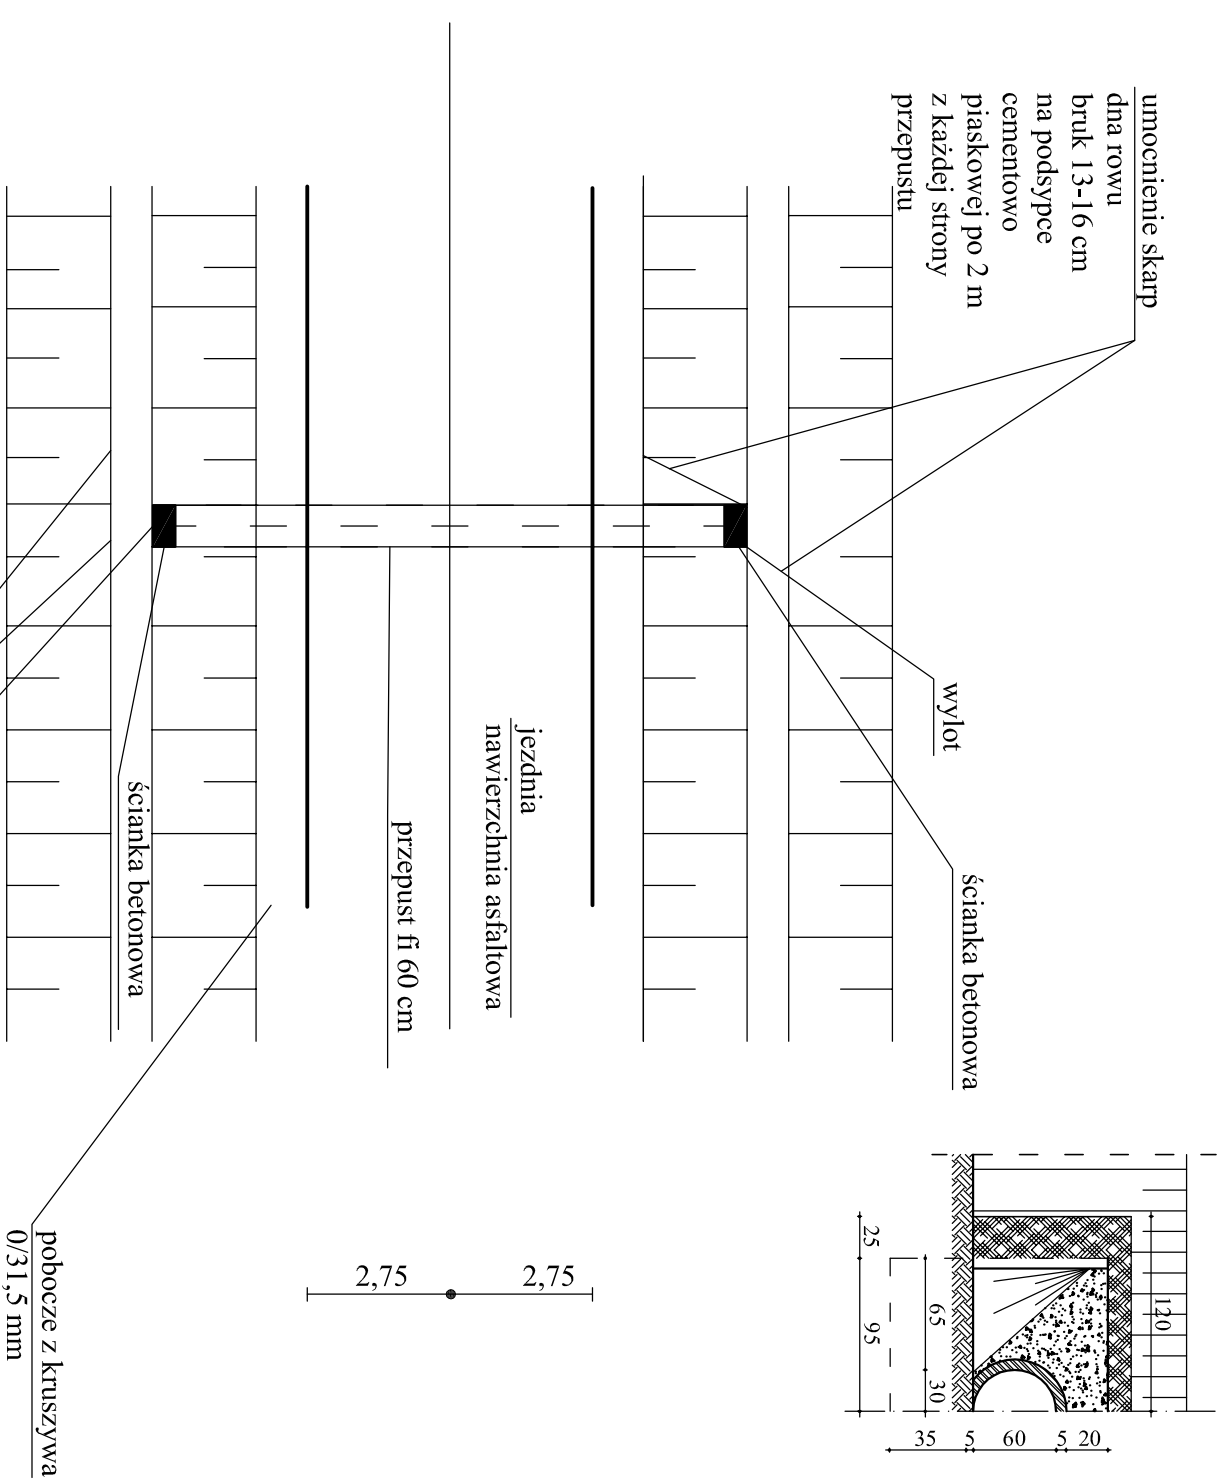 umocnienie skarp
dna rowu
bruk 13-16 cm
na podsypce
cementowo
piaskowej po 2 m
z każdej strony
przepustu
wylot
ścianka betonowa
jezdnia
nawierzchnia asfaltowa
przepust fi 60 cm
ścianka betonowa
pobocze z kruszywa
0/31,5 mm
2,75
2,75
120
65
30
25
95
35
5
60
5
20